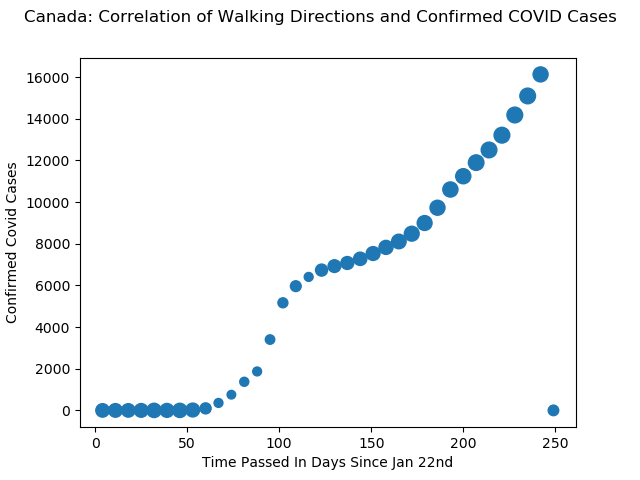 Canada: Correlation of Walking Directions and Confirmed COVID Cases
16000
14000
12000
10000
8000
6000
4000
2000
0
Confirmed Covid Cases
0 50 100 150 200 250
Time Passed In Days Since Jan 22nd